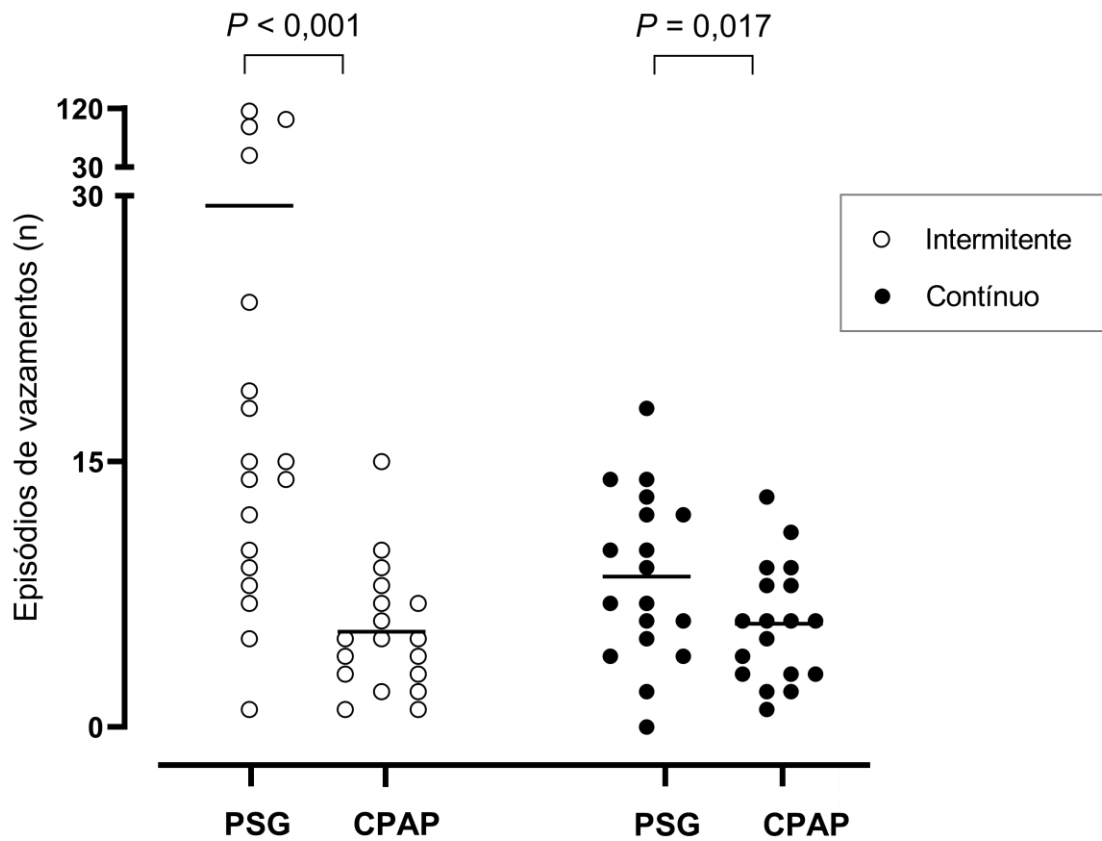 P < 0,001
P = 0,017
120
30
30
15
0
Episódios de vazamentos (n)
Intermitente
Contínuo
PSG
CPAP
PSG
CPAP